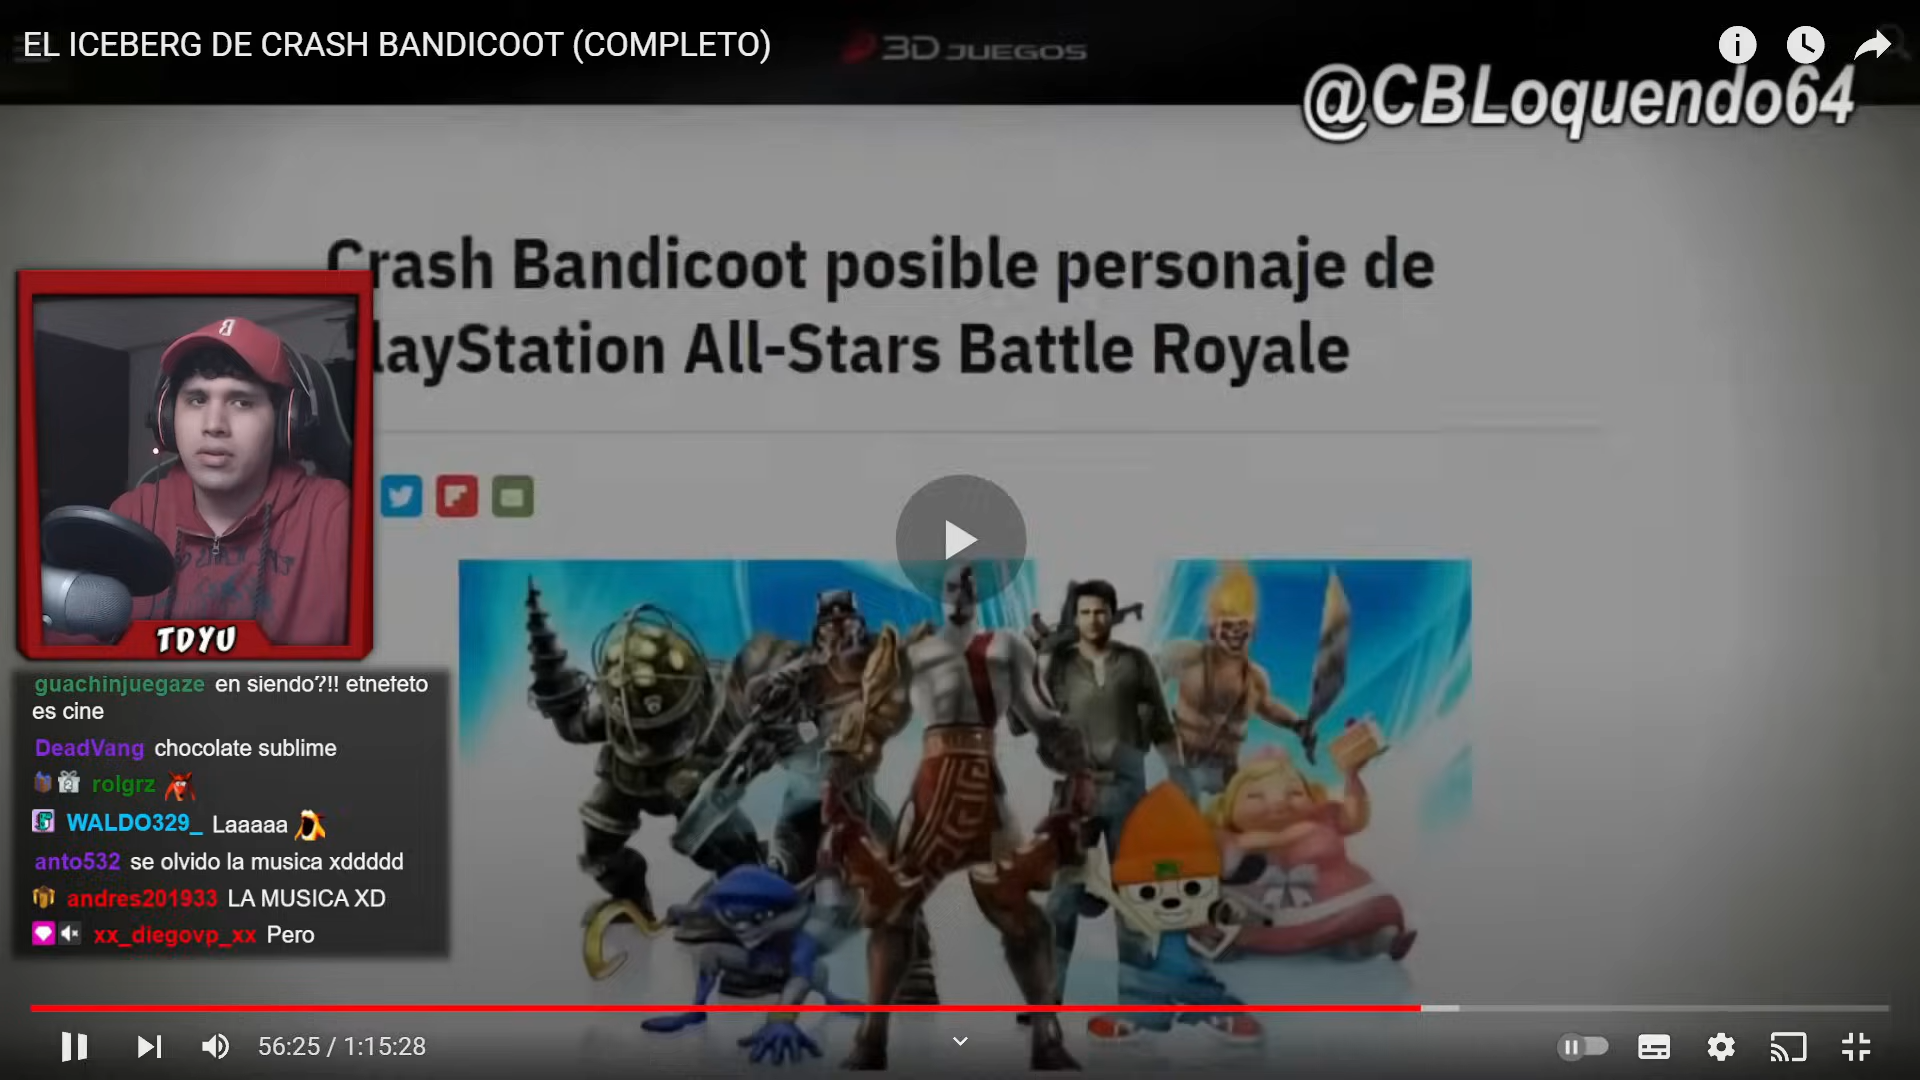 EL ICEBERG DE CRASH BANDICOOT (COMPLETO)
3D JUEGOS
@CBLoquendo64
Crash Bandicoot posible personaje de
layStation All-Stars Battle Royale
TDYU
guachinjuegaze en siendo?!! etnefeto
es cine
DeadVang chocolate sublime
rolgrz
WALDO329_ Laaaaa
anto532 se olvido la musica xddddd
andres201933 LA MUSICA XD
xx_diegovp_xx Pero
56:25 / 1:15:28